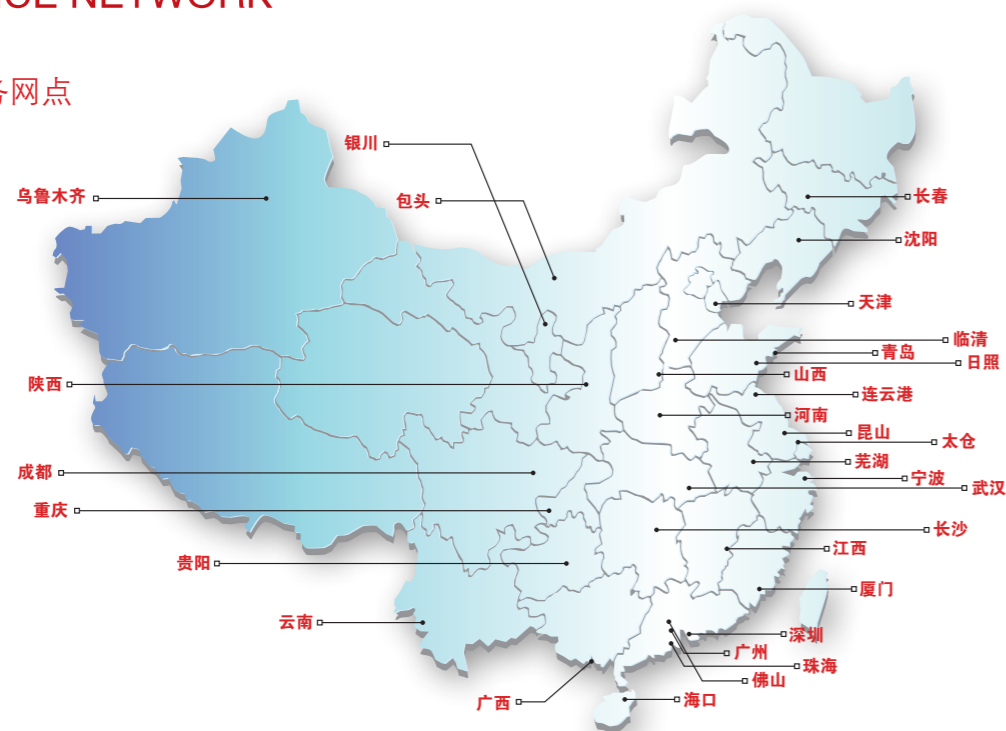 NETWORK
网点
银川
乌鲁木齐
包头
长春
沈阳
天津
临清
青岛
日照
陕西
山西
连云港
河南
昆山
太仓
芜湖
成都
宁波
武汉
重庆
长沙
江西
贵阳
厦门
云南
深圳
广州
珠海
佛山
广西
海口